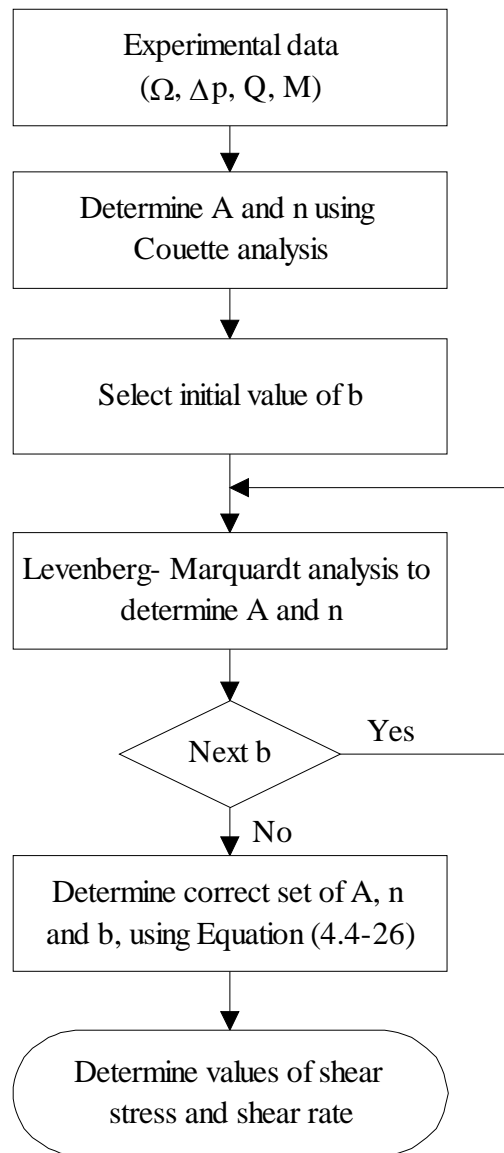 Experimental data
(Ω, Δp, Q, M)
Determine A and n using
Couette analysis
Select initial value of b
Levenberg- Marquardt analysis to
determine A and n
Next b
Yes
No
Determine correct set of A, n
and b, using Equation (4.4-26)
Determine values of shear
stress and shear rate